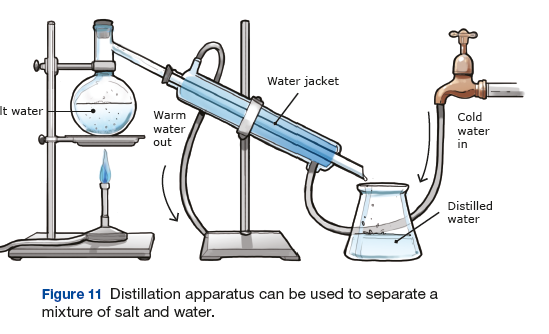 lt water
Warm
water
out
Water jacket
Cold
water
in
Distilled
water
Figure 11 Distillation apparatus can be used to separate a
mixture of salt and water.